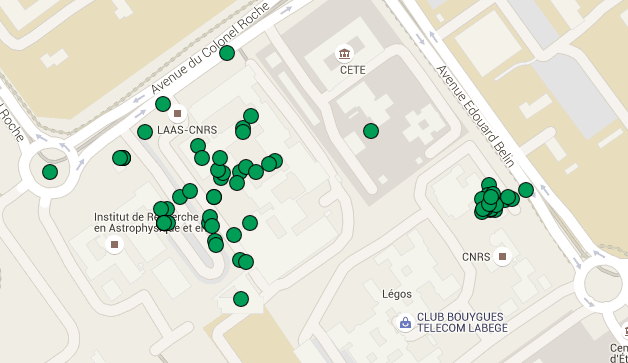 Avenue du Colonel Roche
CETE
Avenue Edouard Belin
LAAS-CNRS
Roche
Institut de Recherche
en Astrophysique et
CNRS
Légos
CLUB BOUYGUES
TELECOM LABEGE
Cen
d'Ét